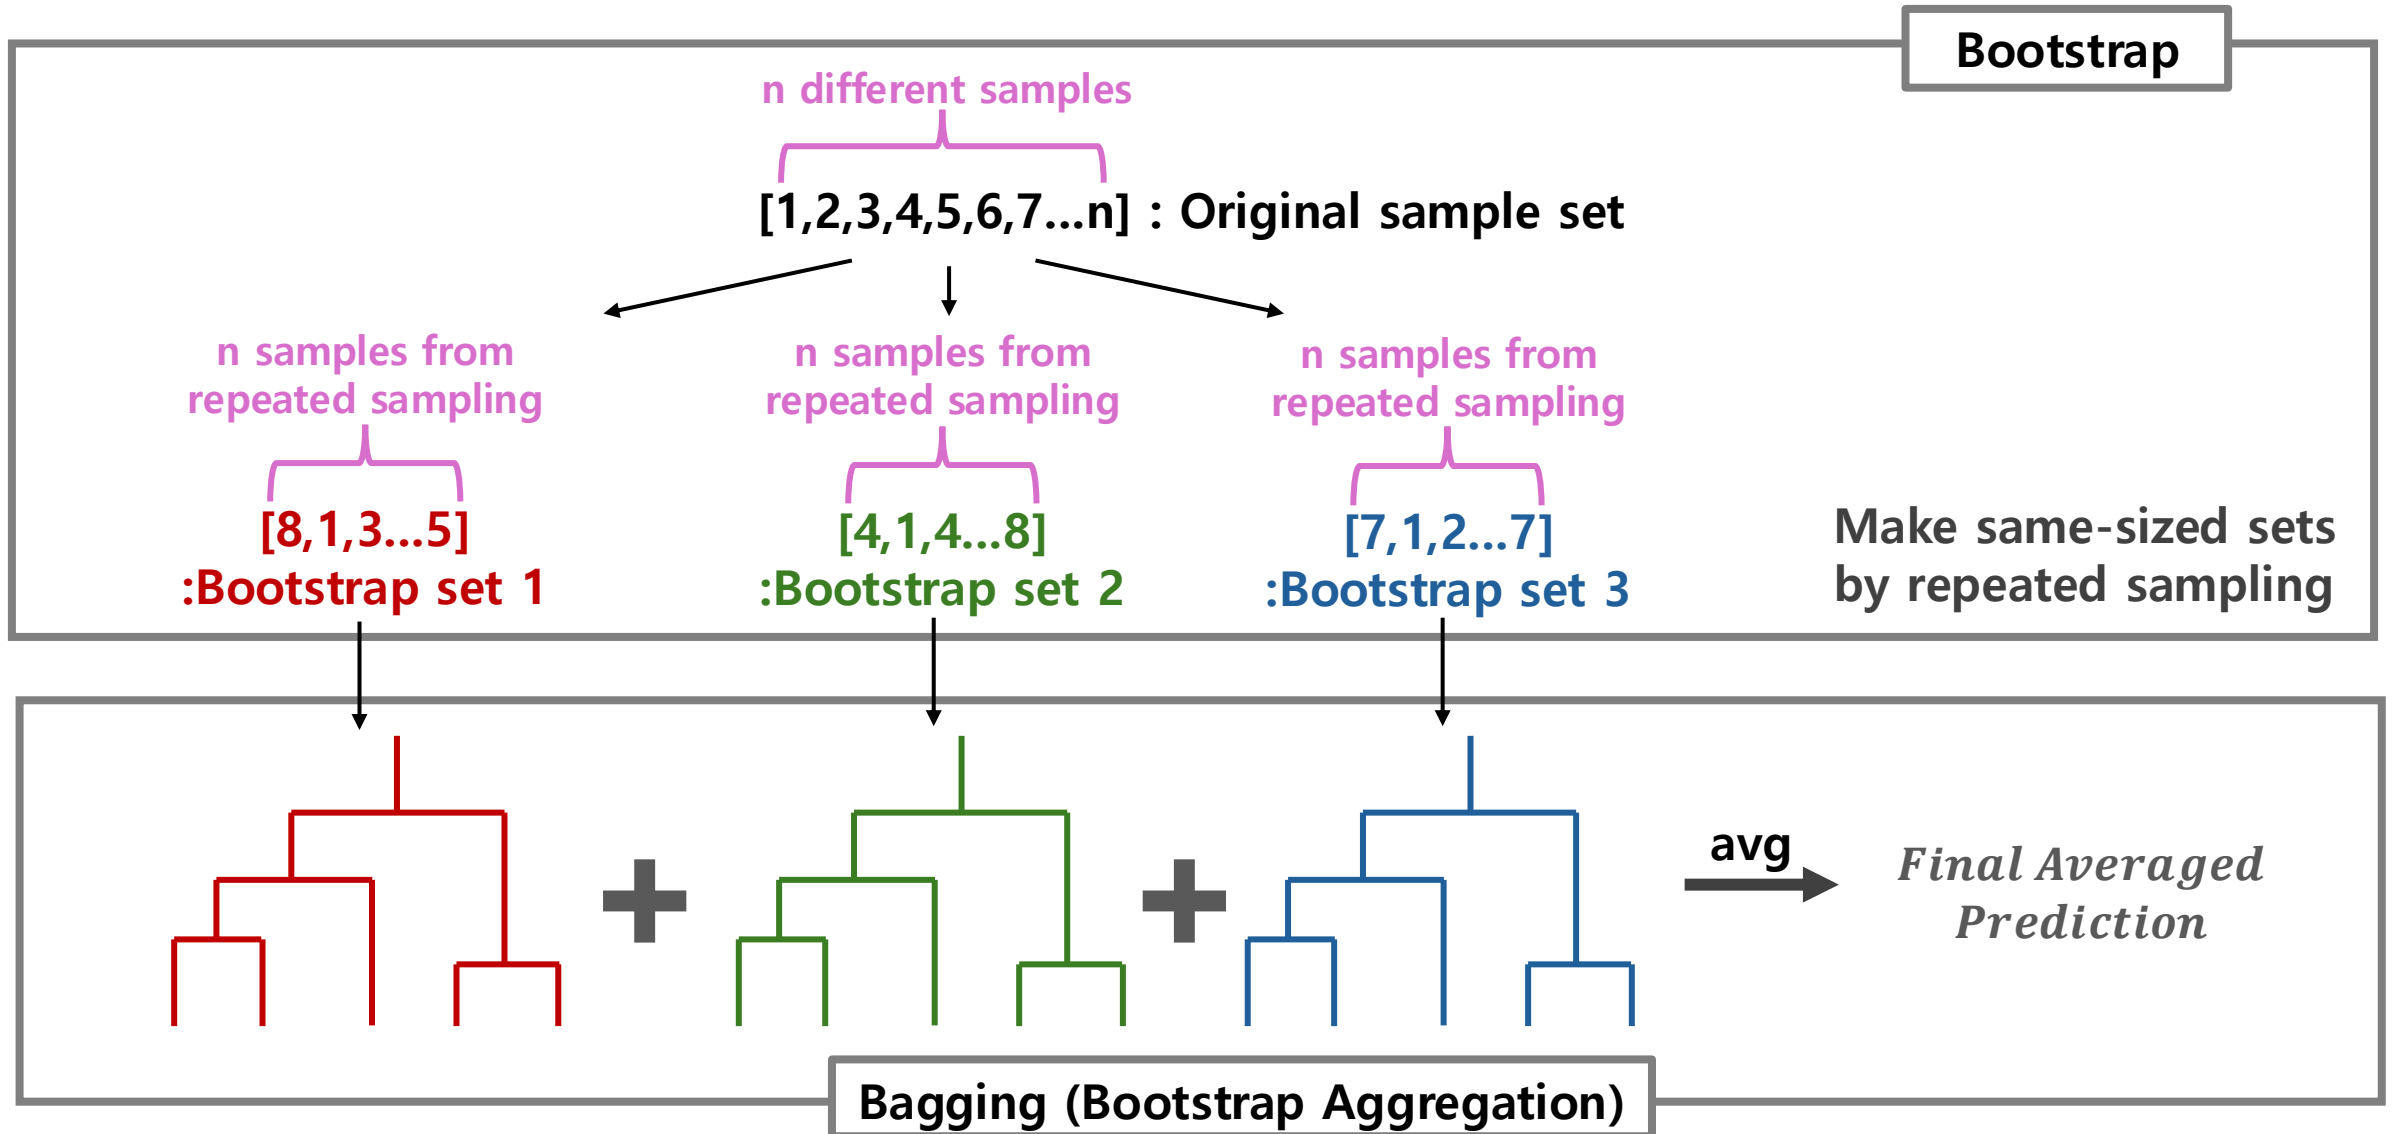 Bootstrap
n different samples
[1,2,3,4,5,6,7...n] : Original sample set
n samples from
repeated sampling
n samples from
repeated sampling
n samples from
repeated sampling
[8,1,3...5]
:Bootstrap set 1
[4,1,4...8]
:Bootstrap set 2
[7,1,2...7]
:Bootstrap set 3
Make same-sized sets
by repeated sampling
avg
Final Averaged
Prediction
Bagging (Bootstrap Aggregation)